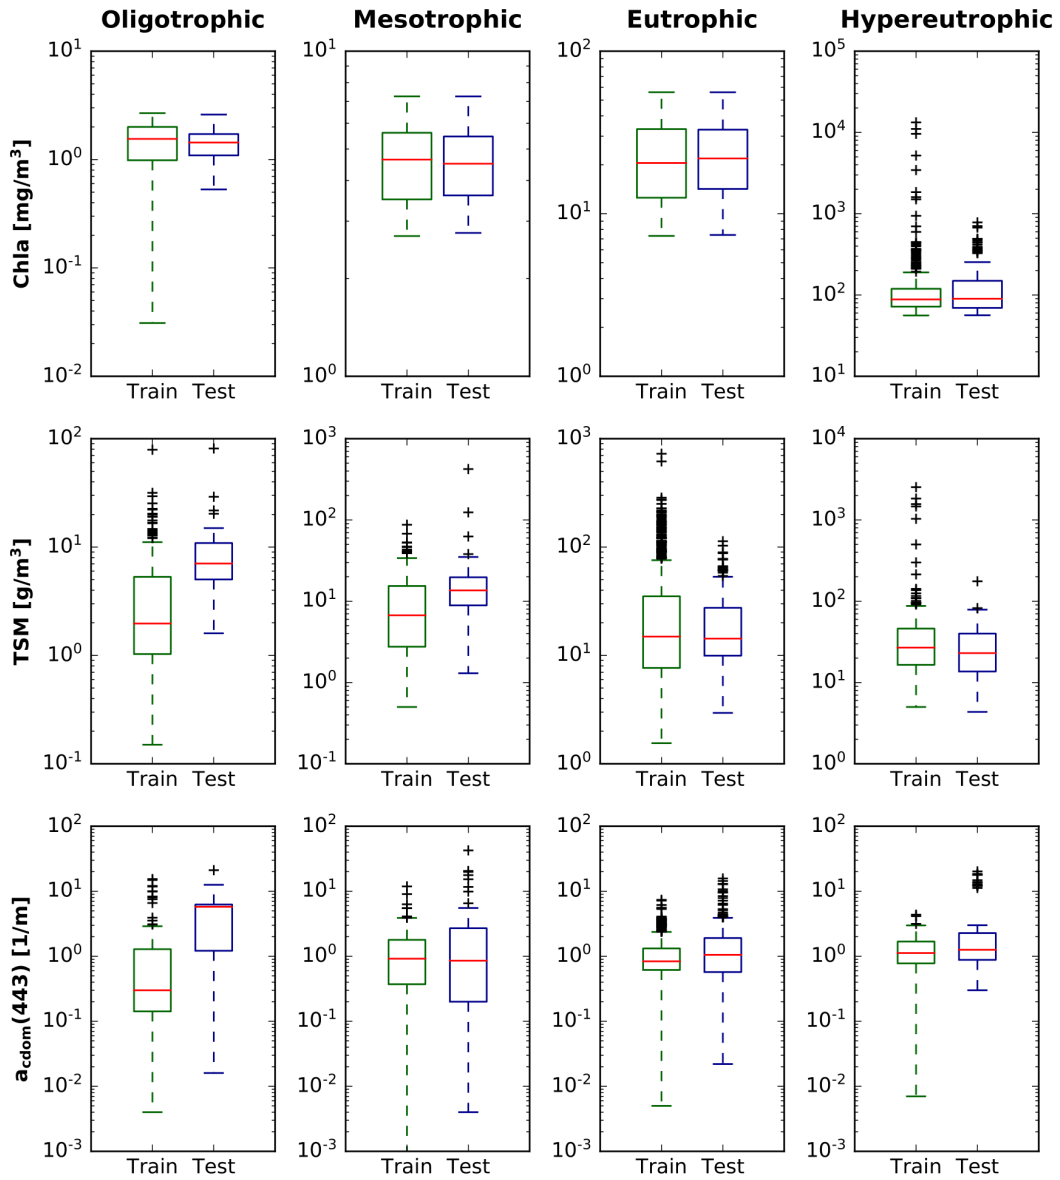 Oligotrophic Mesotrophic Eutrophic Hypereutrophic
Chla [mg/m³]
10¹ 10⁰ 10⁻¹ 10⁻²
Train Test
10¹ 10⁰
Train Test
10² 10¹ 10⁰
Train Test
10⁵ 10⁴ 10³ 10² 10¹
Train Test
TSM [g/m³]
10² 10¹ 10⁰ 10⁻¹
Train Test
10³ 10² 10¹ 10⁰ 10⁻¹
Train Test
10³ 10² 10¹ 10⁰
Train Test
10⁴ 10³ 10² 10¹ 10⁰
Train Test
a_cdom(443) [1/m]
10² 10¹ 10⁰ 10⁻¹ 10⁻² 10⁻³
Train Test
10² 10¹ 10⁰ 10⁻¹ 10⁻² 10⁻³
Train Test
10² 10¹ 10⁰ 10⁻¹ 10⁻² 10⁻³
Train Test
10² 10¹ 10⁰ 10⁻¹ 10⁻² 10⁻³
Train Test